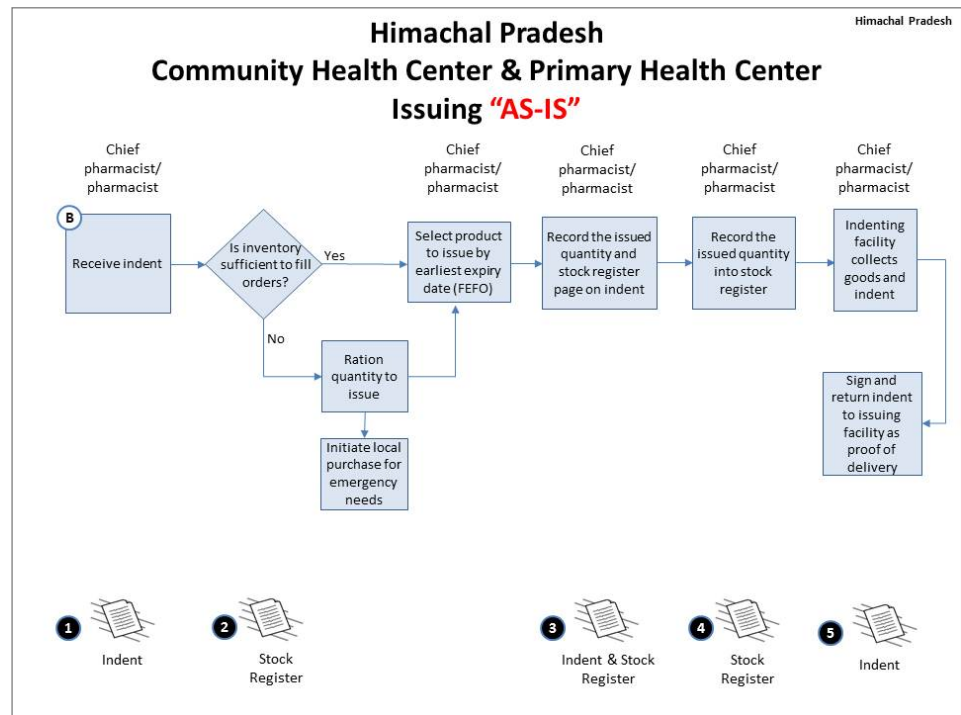 Himachal Pradesh
Himachal Pradesh
Community Health Center & Primary Health Center
Issuing “AS-IS”
Chief
pharmacist/
pharmacist
Chief
pharmacist/
pharmacist
Chief
pharmacist/
pharmacist
Chief
pharmacist/
pharmacist
Chief
pharmacist/
pharmacist
B
Receive indent
Is inventory
sufficient to fill
orders?
Yes
No
Select product
to issue by
earliest expiry
date (FEFO)
Record the issued
quantity and
stock register
page on indent
Record the
issued quantity
into stock
register
Indenting
facility
collects
goods and
indent
Ration
quantity to
issue
Initiate local
purchase for
emergency
needs
Sign and
return indent
to issuing
facility as
proof of
delivery
1
Indent
2
Stock
Register
3
Indent & Stock
Register
4
Stock
Register
5
Indent